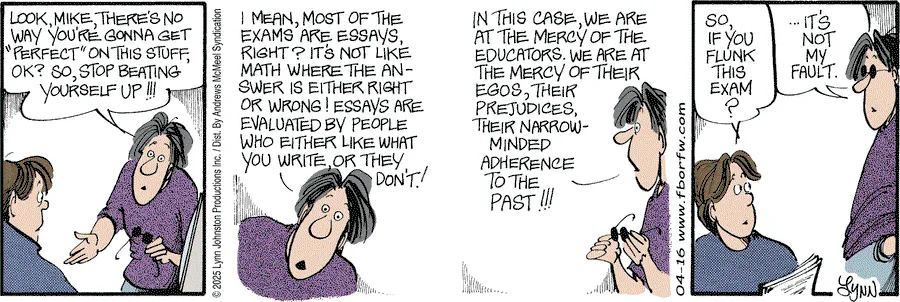 LOOK, MIKE, THERE'S NO
WAY YOU'RE GONNA GET
"PERFECT" ON THIS STUFF,
OK? SO, STOP BEATING
YOURSELF UP!!!
© 2025 Lynn Johnston Productions Inc. / Dist. By Andrews McMeel Syndication
I MEAN, MOST OF THE
EXAMS ARE ESSAYS,
RIGHT? IT'S NOT LIKE
MATH WHERE THE AN-
SWER IS EITHER RIGHT
OR WRONG! ESSAYS ARE
EVALUATED BY PEOPLE
WHO EITHER LIKE WHAT
YOU WRITE, OR THEY
DON'T!
IN THIS CASE, WE ARE
AT THE MERCY OF THE
EDUCATORS. WE ARE AT
THE MERCY OF THEIR
EGOS, THEIR
PREJUDICES,
THEIR NARROW-
MINDED
ADHERENCE
TO THE
PAST!!!
04-16 www.fborfw.com
SO,
IF YOU
FLUNK
THIS
EXAM
?
...IT'S
NOT
MY
FAULT.
LYNN